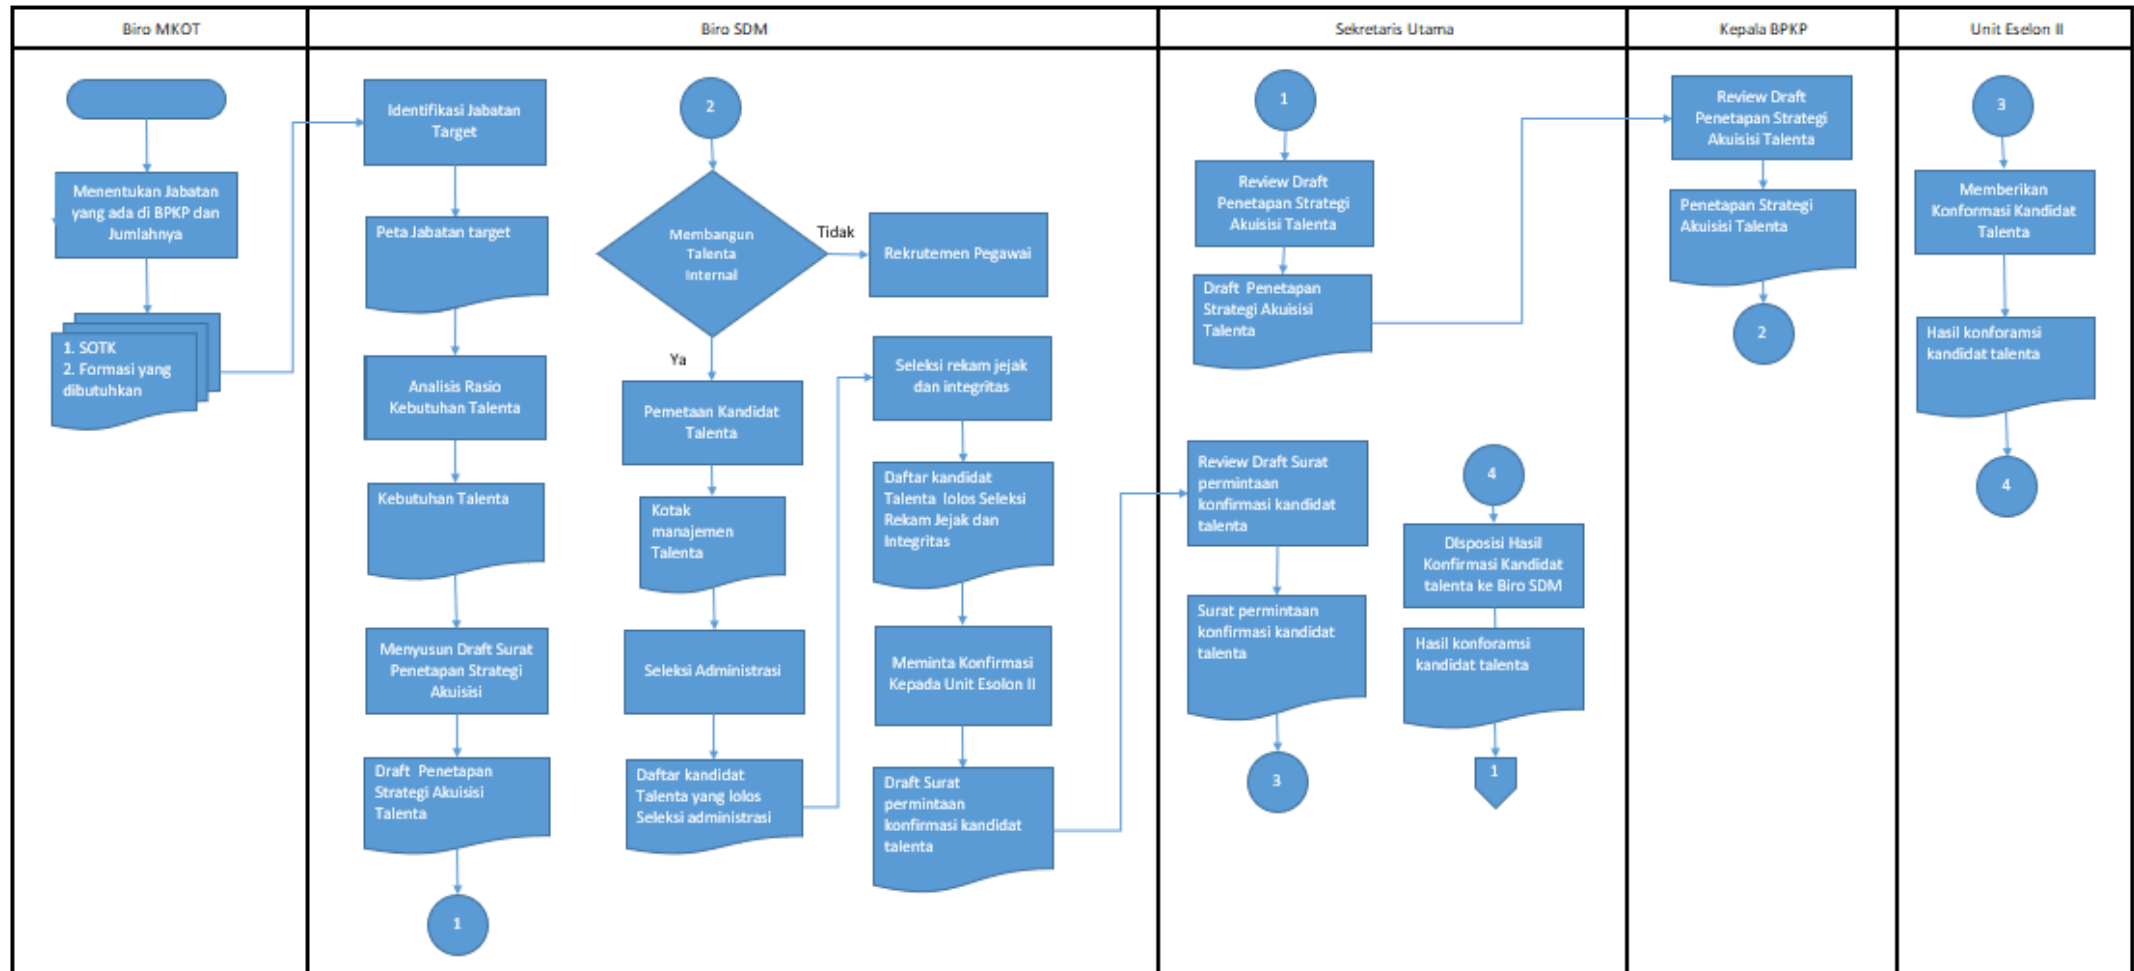 Biro MKOT
Biro SDM
Sekretaris Utama
Kepala BPKP
Unit Eselon II
Menentukan Jabatan
yang ada di BPKP dan
Jumlahnya
1. SOTK
2. Formasi yang
dibutuhkan
Identifikasi Jabatan
Target
Peta Jabatan target
Analisis Rasio
Kebutuhan Talenta
Kebutuhan Talenta
Menyusun Draft Surat
Penetapan Strategi
Akuisisi
Draft Penetapan
Strategi Akuisisi
Talenta
1
2
Membangun
Talenta
Internal
Tidak
Rekrutemen Pegawai
Ya
Pemetaan Kandidat
Talenta
Kotak
manajemen
Talenta
Seleksi Administrasi
Daftar kandidat
Talenta yang lolos
Seleksi administrasi
Seleksi rekam jejak
dan integritas
Daftar kandidat
Talenta lolos Seleksi
Rekam Jejak dan
Integritas
Meminta Konfirmasi
Kepada Unit Esolon II
Draft Surat
permintaan
konfirmasi kandidat
talenta
1
Review Draft
Penetapan Strategi
Akuisisi Talenta
Draft Penetapan
Strategi Akuisisi
Talenta
Review Draft Surat
permintaan
konfirmasi kandidat
talenta
Surat permintaan
konfirmasi kandidat
talenta
3
4
DIsposisi Hasil
Konfirmasi Kandidat
talenta ke Biro SDM
Hasil konforamsi
kandidat talenta
1
Review Draft
Penetapan Strategi
Akuisisi Talenta
Penetapan Strategi
Akuisisi Talenta
2
3
Memberikan
Konformasi Kandidat
Talenta
Hasil konforamsi
kandidat talenta
4